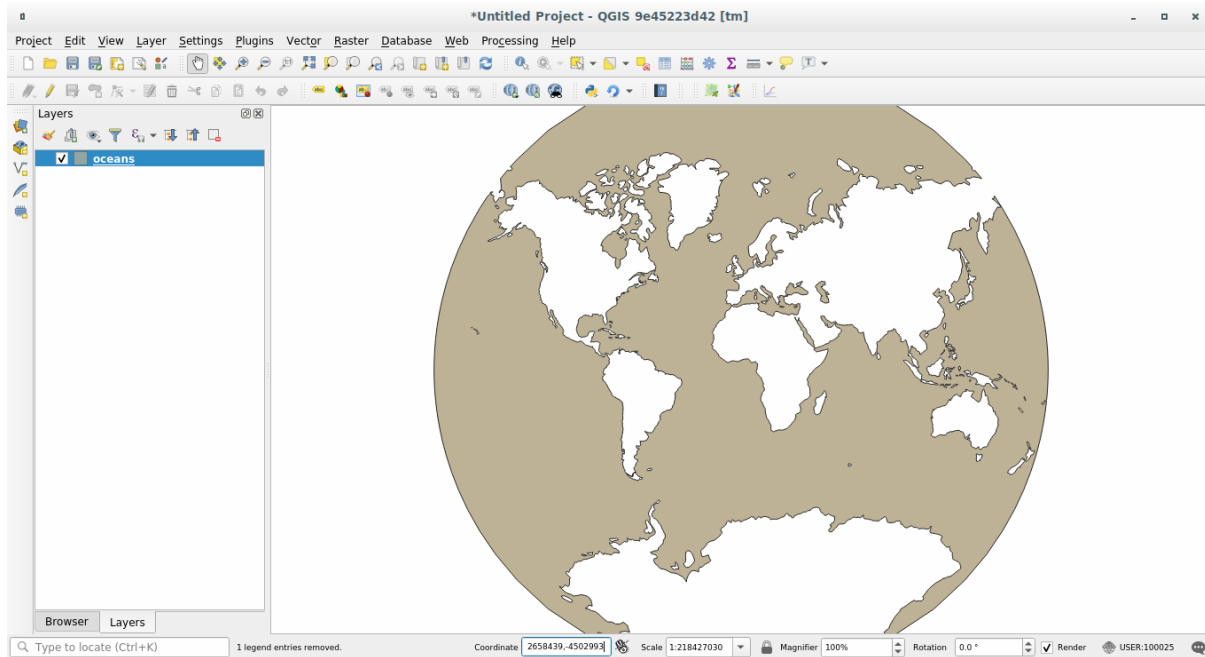 *Untitled Project - QGIS 9e45223d42 [tm]
Project Edit View Layer Settings Plugins Vector Raster Database Web Processing Help
Layers
oceans
Browser Layers
Type to locate (Ctrl+K) 1 legend entries removed. Coordinate 2658439,-4502993 Scale 1:218427030 Magnifier 100% Rotation 0.0 ° Render USER:100025